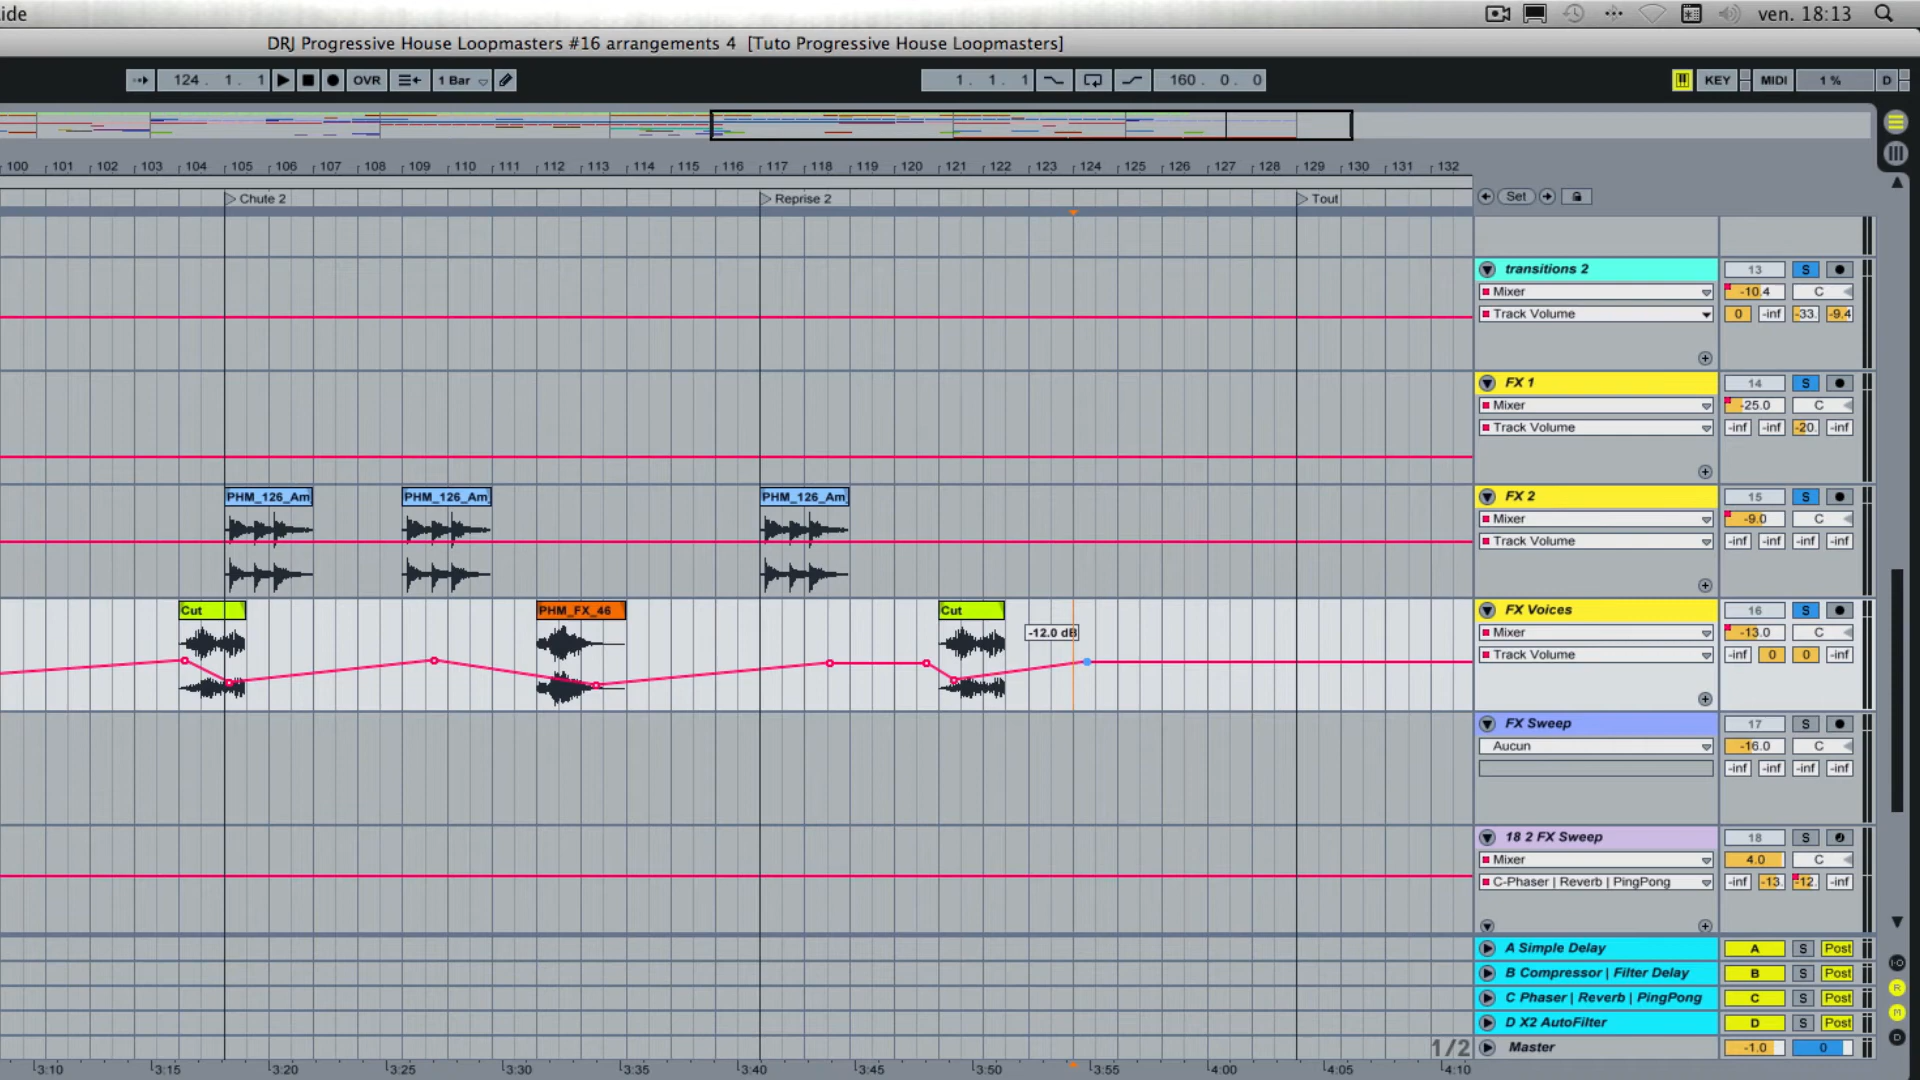 ide
ven. 18:13
DRJ Progressive House Loopmasters #16 arrangements 4 [Tuto Progressive House Loopmasters]
124 . 1 . 1
OVR
1 Bar
1 . 1 . 1
160 . 0 . 0
KEY
MIDI
1 %
D
100 101 102 103 104 105 106 107 108 109 110 111 112 113 114 115 116 117 118 119 120 121 122 123 124 125 126 127 128 129 130 131 132
Chute 2
Reprise 2
Tout
Set
transitions 2
13
S
Mixer
-10.4
C
Track Volume
0 -inf -33. -9.4
FX 1
14
S
Mixer
-25.0
C
Track Volume
-inf -inf -20. -inf
PHM_126_Am
PHM_126_Am
PHM_126_Am
FX 2
15
S
Mixer
-9.0
C
Track Volume
-inf -inf -inf -inf
Cut
PHM_FX_46
Cut
-12.0 dB
FX Voices
16
S
Mixer
-13.0
C
Track Volume
-inf 0 0 -inf
FX Sweep
17
S
Aucun
-16.0
C
-inf -inf -inf -inf
18 2 FX Sweep
18
S
Mixer
4.0
C
C-Phaser | Reverb | PingPong
-inf -13. -12. -inf
A Simple Delay
A
S
Post
B Compressor | Filter Delay
B
S
Post
C Phaser | Reverb | PingPong
C
S
Post
D X2 AutoFilter
D
S
Post
1/2
Master
-1.0
0
I·O
R
M
D
3:10 3:15 3:20 3:25 3:30 3:35 3:40 3:45 3:50 3:55 4:00 4:05 4:10